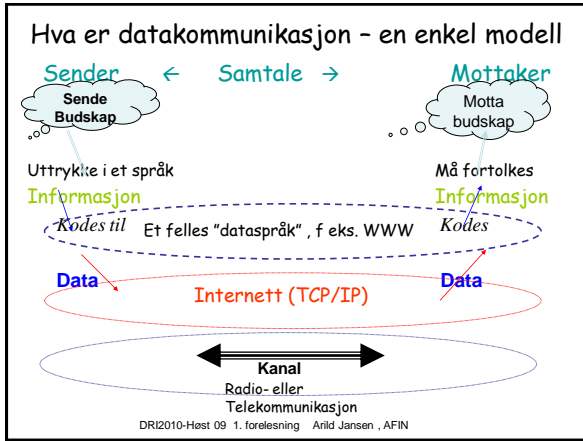 Hva er datakommunikasjon – en enkel modell
Sender ← Samtale → Mottaker
Sende
Budskap
Motta
budskap
Uttrykke i et språk
Må fortolkes
Informasjon
Informasjon
Kodes til
Et felles "dataspråk" , f eks. WWW
Kodes
Data
Data
Internett (TCP/IP)
Kanal
Radio- eller
Telekommunikasjon
DRI2010-Høst 09 1. forelesning Arild Jansen , AFIN